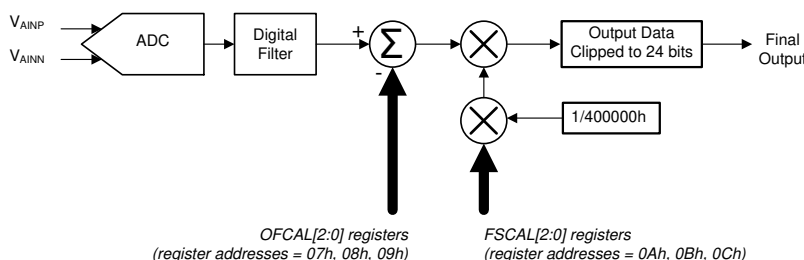 VAINP
VAINN
ADC
Digital
Filter
+
-
Σ
Output Data
Clipped to 24 bits
Final
Output
1/400000h
OFCAL[2:0] registers
(register addresses = 07h, 08h, 09h)
FSCAL[2:0] registers
(register addresses = 0Ah, 0Bh, 0Ch)